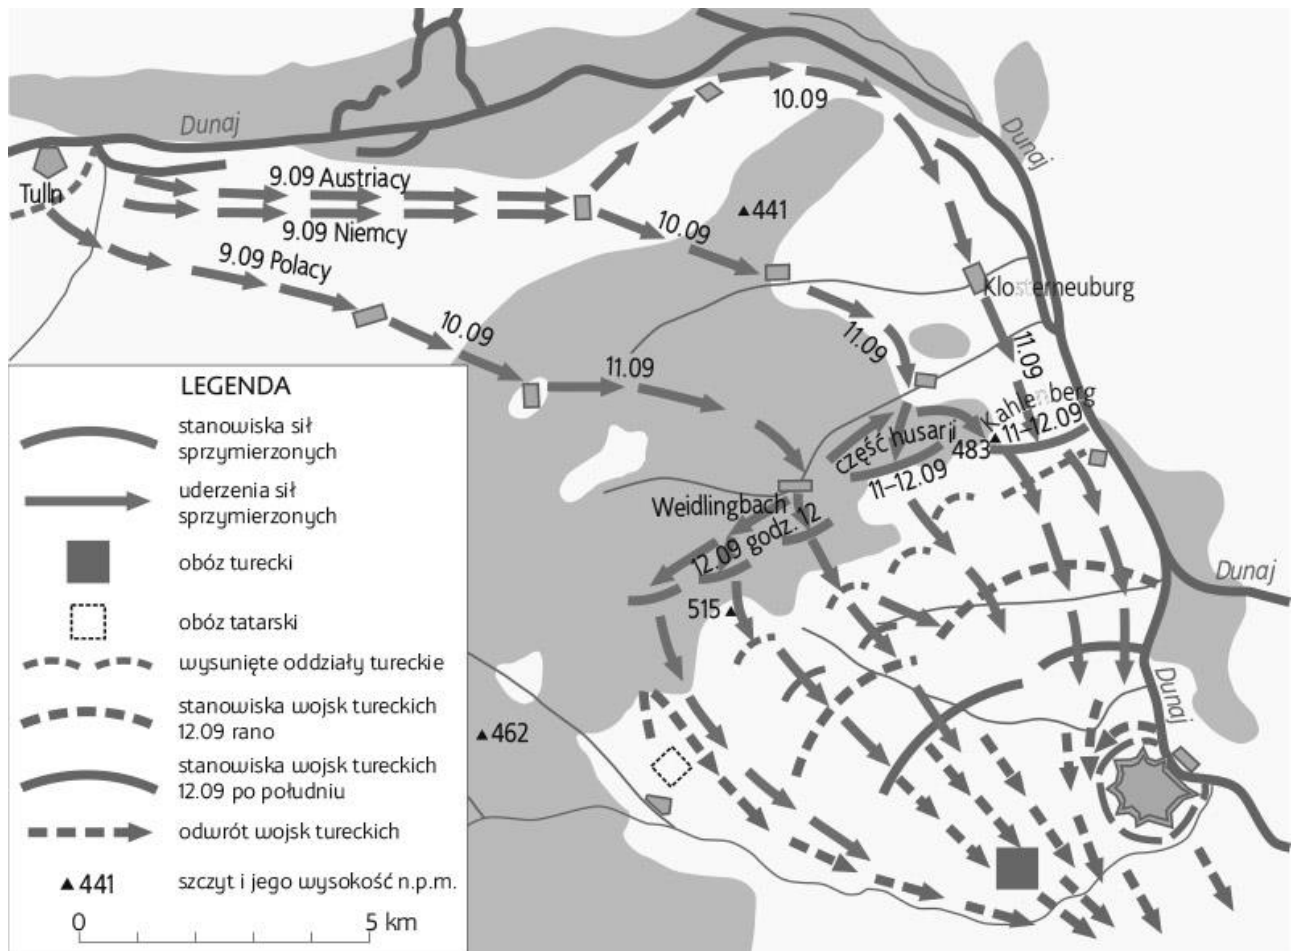 Dunaj
10.09
Dunaj
Tulln
9.09 Austriacy
9.09 Niemcy
10.09
441
9.09 Polacy
10.09
Klosterneuburg
11.09
11.09
11.09
Kahlenberg
11–12.09
483
część husarji
11–12.09
Weidlingbach
12.09 godz. 12
515
Dunaj
Dunaj
462
LEGENDA
stanowiska sił
sprzymierzonych
uderzenia sił
sprzymierzonych
obóz turecki
obóz tatarski
wysunięte oddziały tureckie
stanowiska wojsk tureckich
12.09 rano
stanowiska wojsk tureckich
12.09 po południu
odwrót wojsk tureckich
441
szczyt i jego wysokość n.p.m.
0
5 km